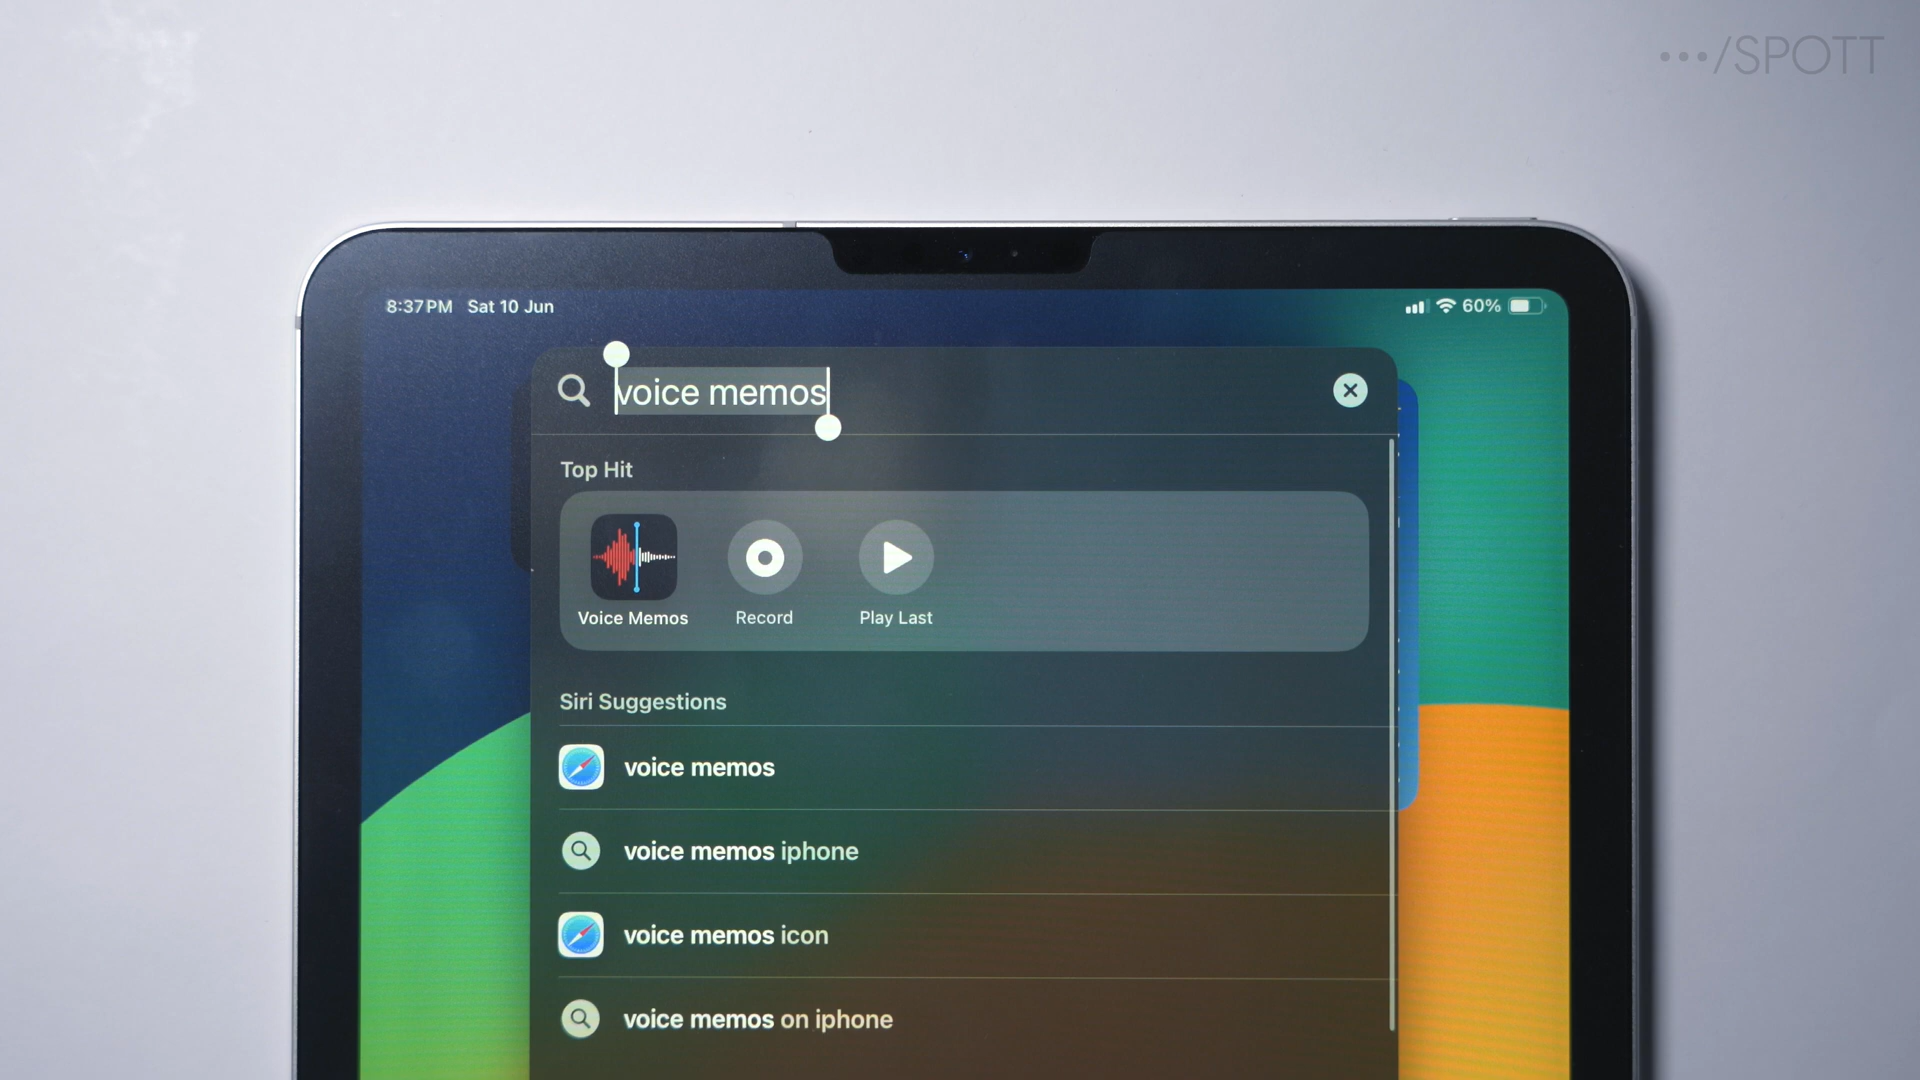 •••/SPOTT
8:37 PM Sat 10 Jun
60%
voice memos
Top Hit
Voice Memos Record Play Last
Siri Suggestions
voice memos
voice memos iphone
voice memos icon
voice memos on iphone